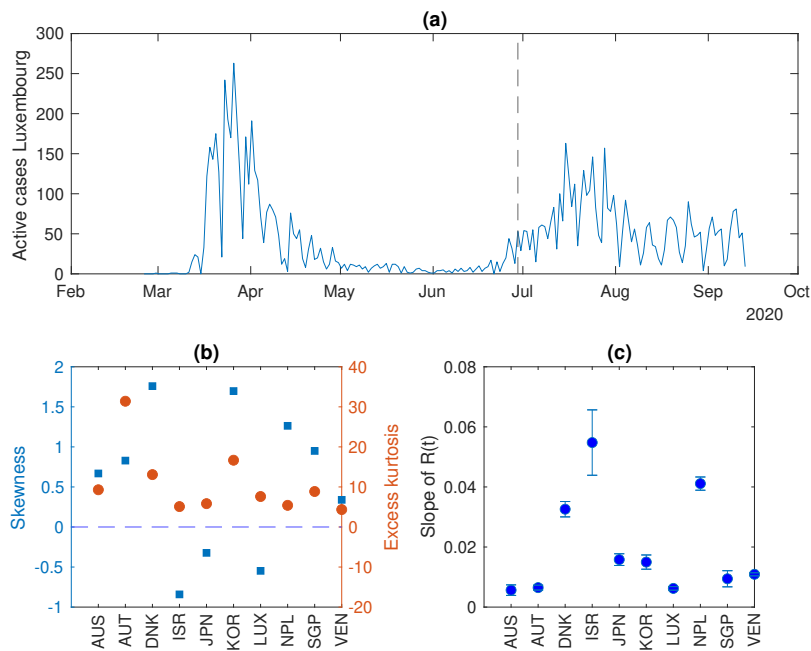 (a)
Active cases Luxembourg
300
250
200
150
100
50
0
Feb Mar Apr May Jun Jul Aug Sep Oct
2020
(b)
Skewness
2
1.5
1
0.5
0
-0.5
-1
Excess kurtosis
40
30
20
10
0
-10
-20
AUS AUT DNK ISR JPN KOR LUX NPL SGP VEN
(c)
Slope of R(t)
0.08
0.06
0.04
0.02
0
AUS AUT DNK ISR JPN KOR LUX NPL SGP VEN